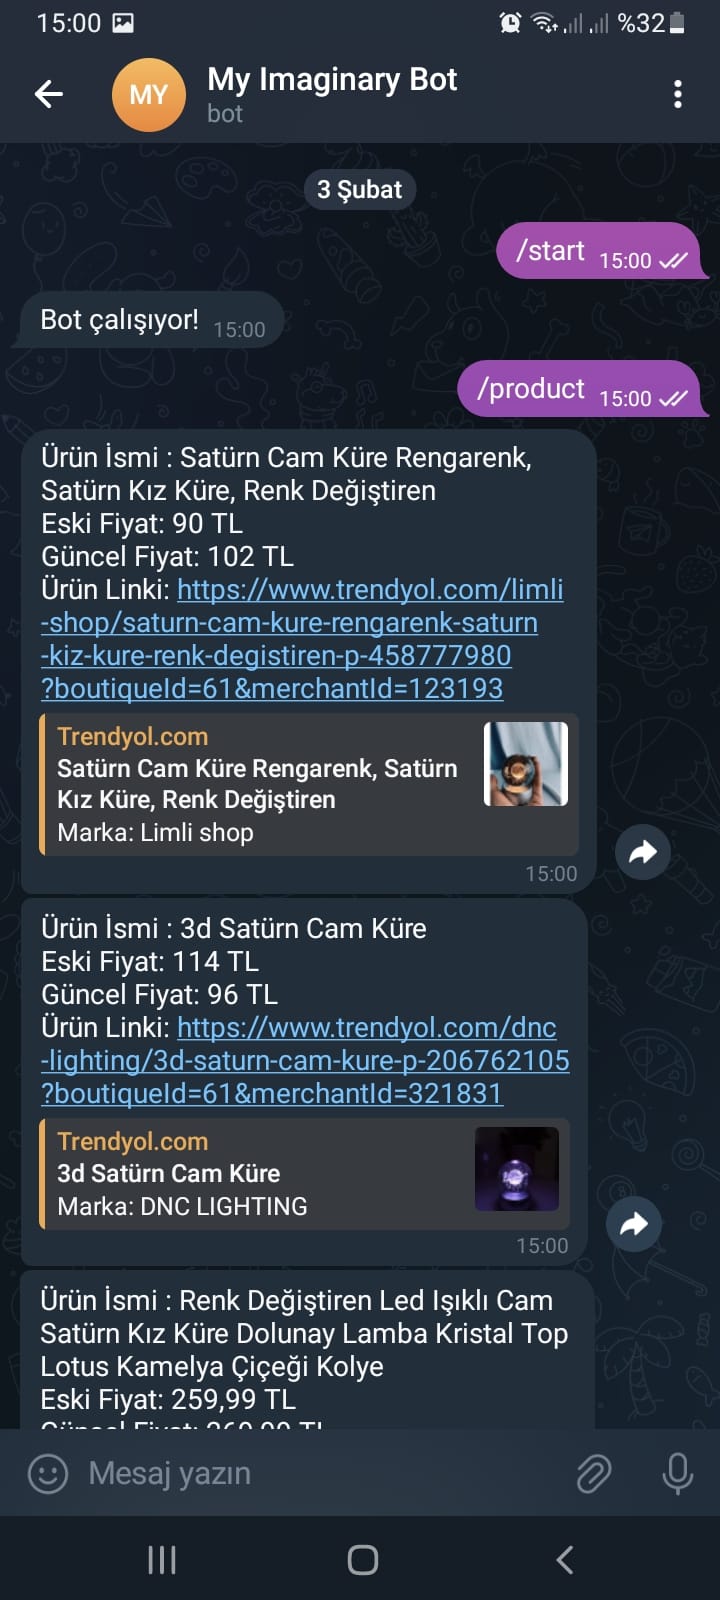 15:00
%32
MY
My Imaginary Bot
bot
3 Şubat
/start 15:00
Bot çalışıyor! 15:00
/product 15:00
Ürün İsmi : Satürn Cam Küre Rengarenk,
Satürn Kız Küre, Renk Değiştiren
Eski Fiyat: 90 TL
Güncel Fiyat: 102 TL
Ürün Linki: https://www.trendyol.com/limli
-shop/saturn-cam-kure-rengarenk-saturn
-kiz-kure-renk-degistiren-p-458777980
?boutiqueId=61&merchantId=123193
Trendyol.com
Satürn Cam Küre Rengarenk, Satürn
Kız Küre, Renk Değiştiren
Marka: Limli shop
15:00
Ürün İsmi : 3d Satürn Cam Küre
Eski Fiyat: 114 TL
Güncel Fiyat: 96 TL
Ürün Linki: https://www.trendyol.com/dnc
-lighting/3d-saturn-cam-kure-p-206762105
?boutiqueId=61&merchantId=321831
Trendyol.com
3d Satürn Cam Küre
Marka: DNC LIGHTING
15:00
Ürün İsmi : Renk Değiştiren Led Işıklı Cam
Satürn Kız Küre Dolunay Lamba Kristal Top
Lotus Kamelya Çiçeği Kolye
Eski Fiyat: 259,99 TL
Güncel Fiyat: TL
Mesaj yazın